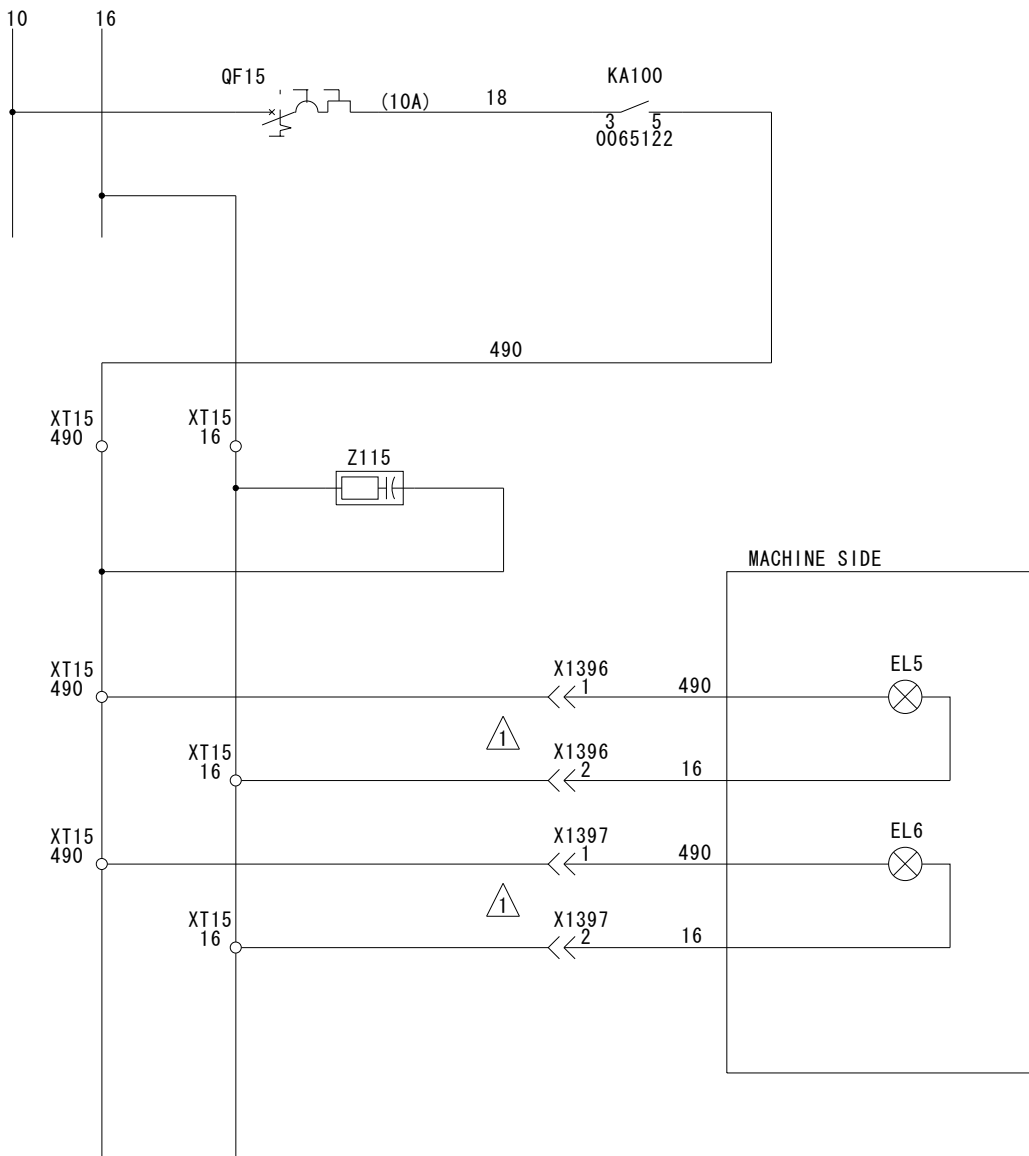 10 16
QF15 (10A) 18 KA100
3 5
0065122
490
XT15 XT15
490 16
Z115
MACHINE SIDE
XT15 X1396 EL5
490 1 490
1
XT15 X1396
16 2 16
XT15 X1397 EL6
490 1 490
1
XT15 X1397
16 2 16